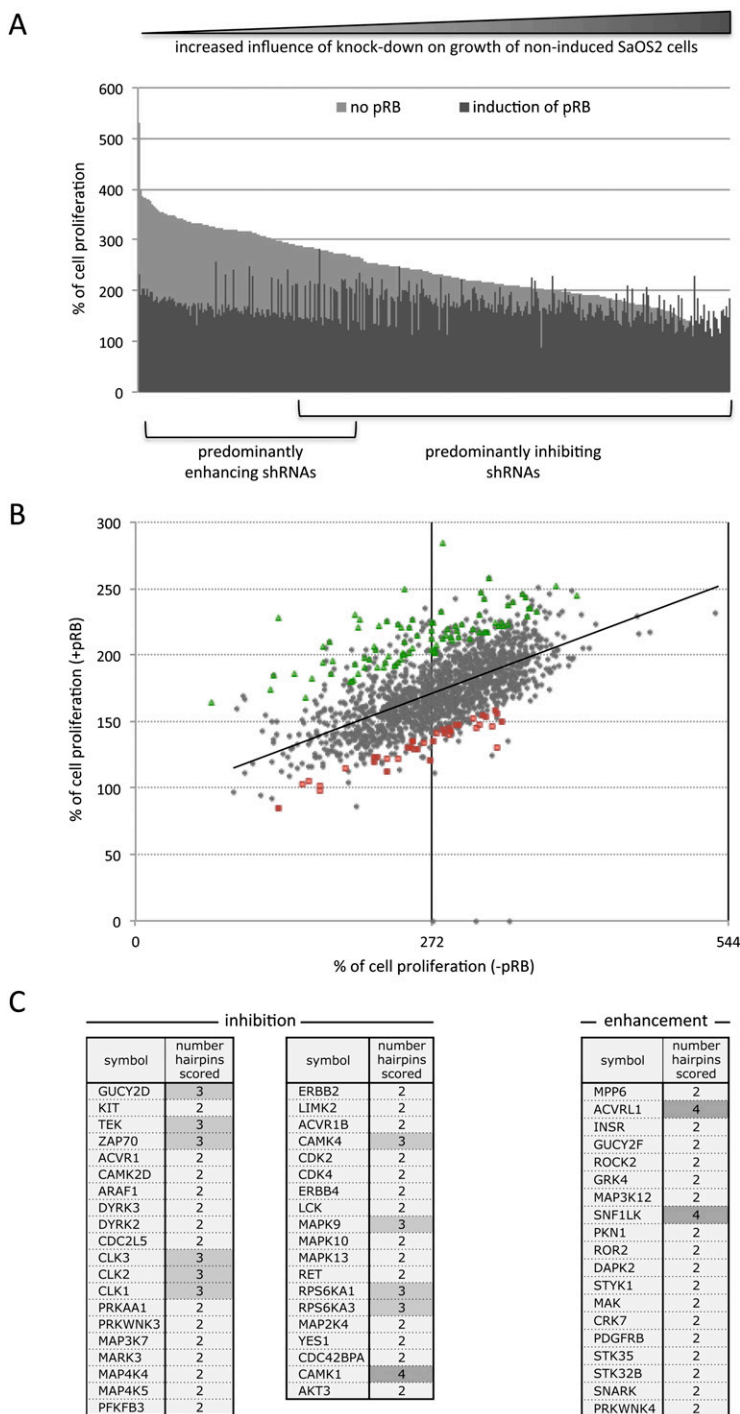 A
increased influence of knock-down on growth of non-induced SaOS2 cells
600
500
400
300
200
100
0
% of cell proliferation
no pRB
induction of pRB
predominantly
enhancing shRNAs
predominantly inhibiting
shRNAs
B
300
250
200
150
100
50
0
% of cell proliferation (+pRB)
0
272
544
% of cell proliferation (-pRB)
C
inhibition
symbol number hairpins scored
GUCY2D 3
KIT 2
TEK 3
ZAP70 3
ACVR1 2
CAMK2D 2
ARAF1 2
DYRK3 2
DYRK2 2
CDC2L5 2
CLK3 3
CLK2 3
CLK1 3
PRKAA1 2
PRKWNK3 2
MAP3K7 2
MARK3 2
MAP4K4 2
MAP4K5 2
PFKFB3 2
symbol number hairpins scored
ERBB2 2
LIMK2 2
ACVR1B 2
CAMK4 3
CDK2 2
CDK4 2
ERBB4 2
LCK 2
MAPK9 3
MAPK10 2
MAPK13 2
RET 2
RPS6KA1 3
RPS6KA3 3
MAP2K4 2
YES1 2
CDC42BPA 2
CAMK1 4
AKT3 2
enhancement
symbol number hairpins scored
MPP6 2
ACVRL1 4
INSR 2
GUCY2F 2
ROCK2 2
GRK4 2
MAP3K12 2
SNF1LK 4
PKN1 2
ROR2 2
DAPK2 2
STYK1 2
MAK 2
CRK7 2
PDGFRB 2
STK35 2
STK32B 2
SNARK 2
PRKWNK4 2